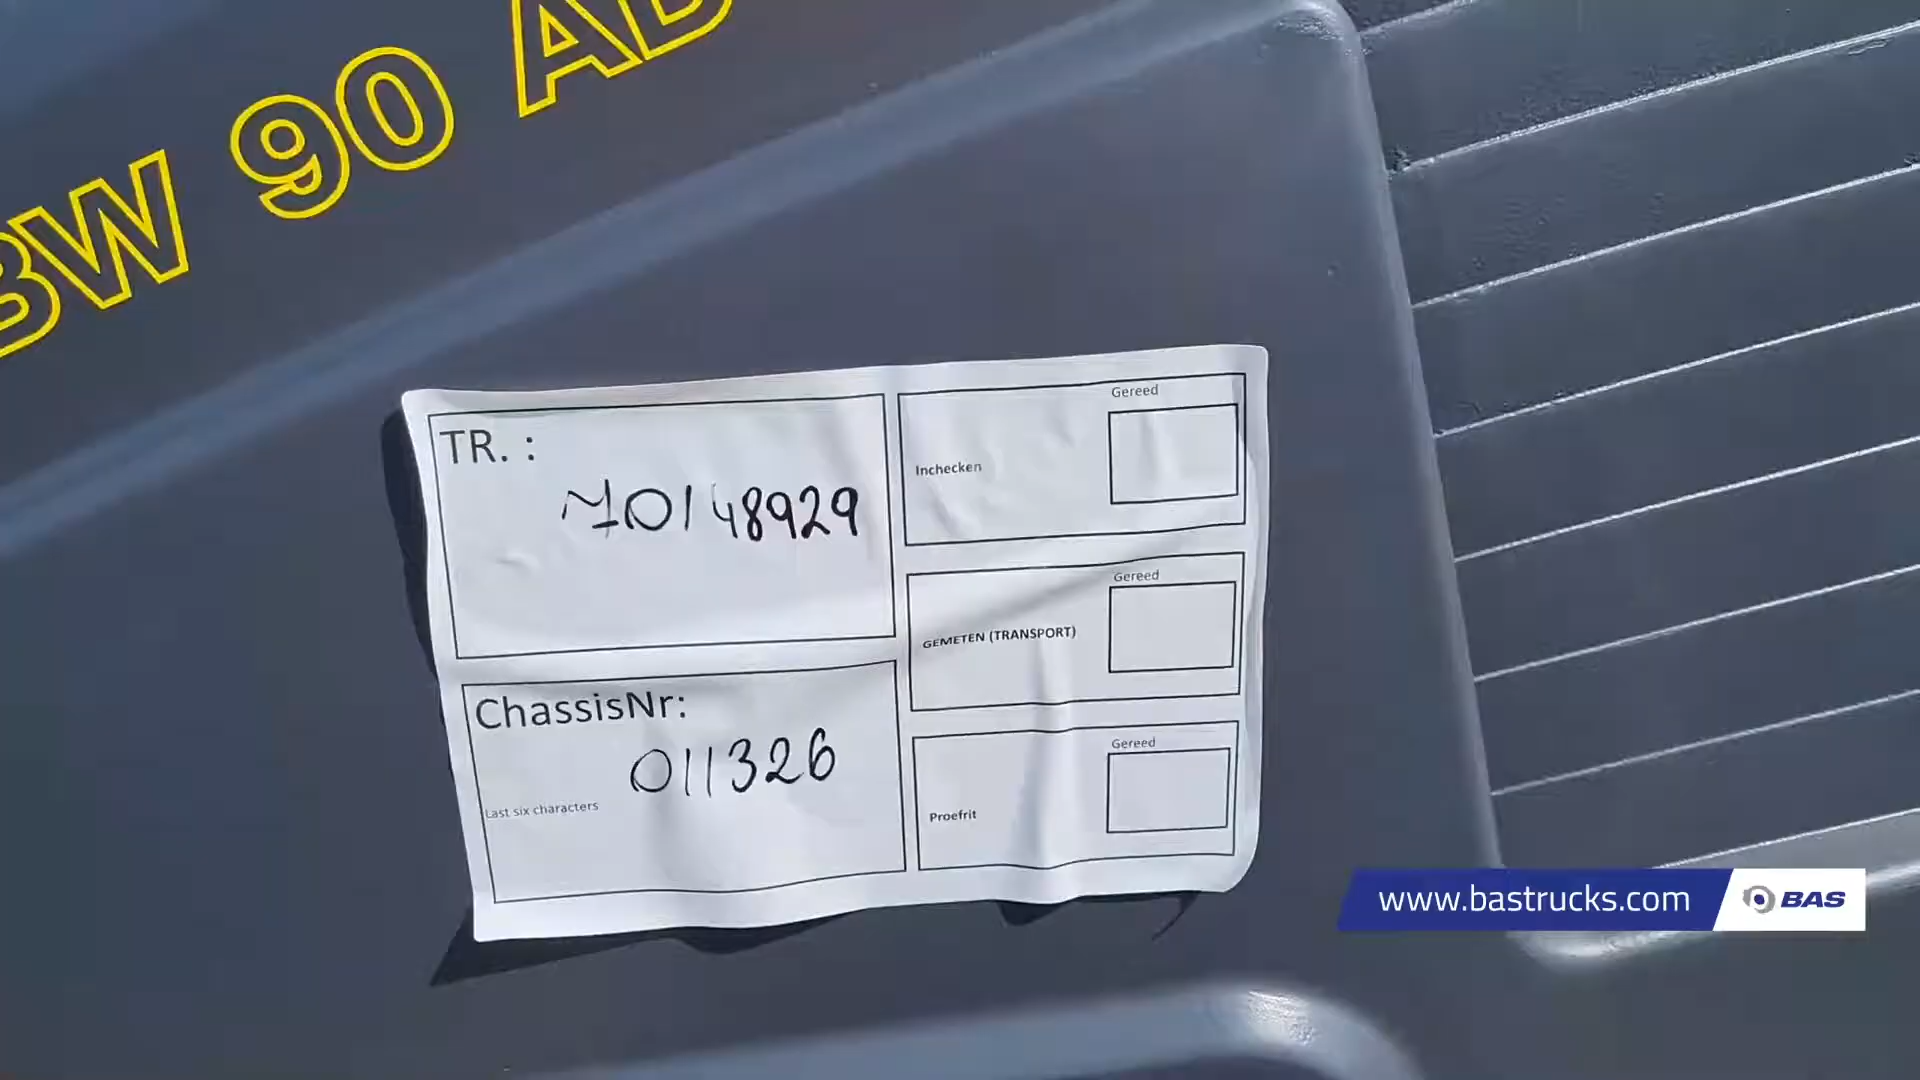 BW 90 AD
TR. :
70148929
ChassisNr:
011326
Last six characters
Gereed
Inchecken
Gereed
GEMETEN (TRANSPORT)
Gereed
Proefrit
www.bastrucks.com
BAS